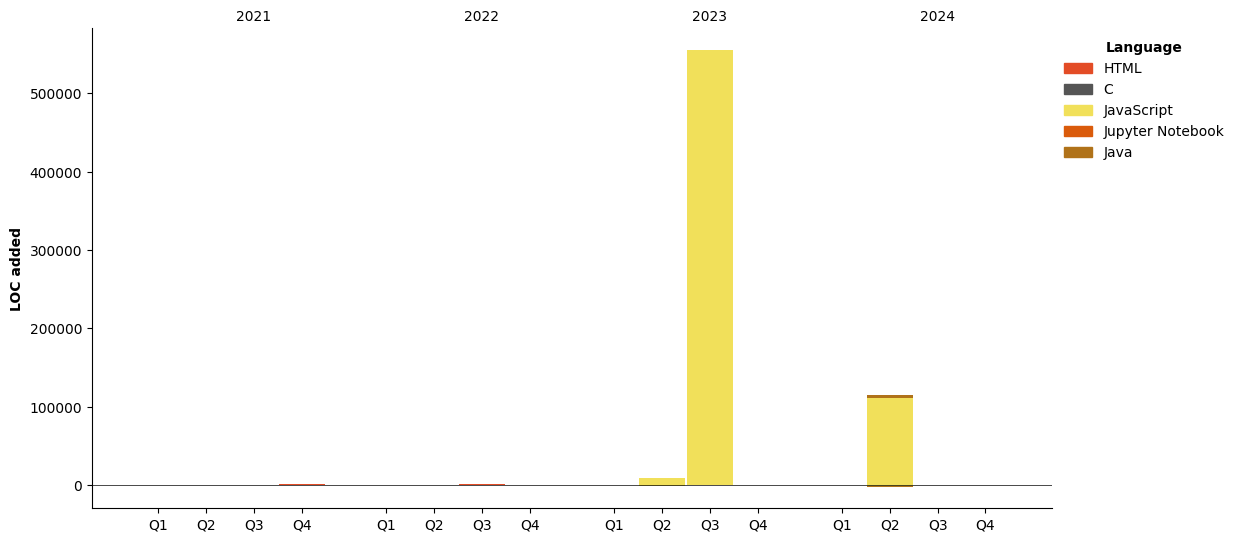 2021 2022 2023 2024
Language
HTML
C
JavaScript
Jupyter Notebook
Java
LOC added
500000
400000
300000
200000
100000
0
Q1 Q2 Q3 Q4 Q1 Q2 Q3 Q4 Q1 Q2 Q3 Q4 Q1 Q2 Q3 Q4